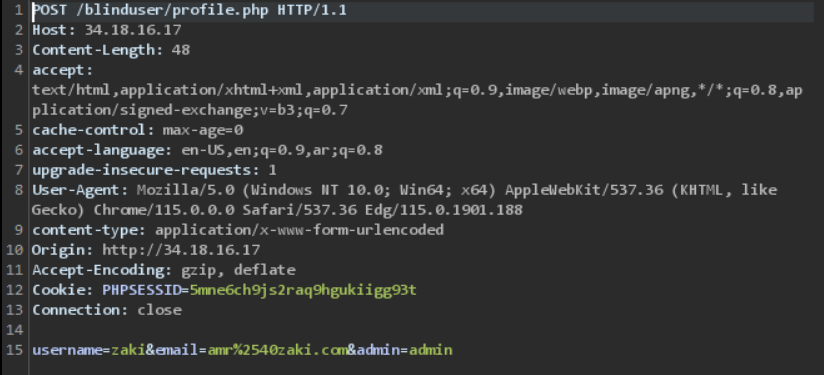 1 POST /blinduser/profile.php HTTP/1.1
2 Host: 34.18.16.17
3 Content-Length: 48
4 accept:
text/html,application/xhtml+xml,application/xml;q=0.9,image/webp,image/apng,*/*;q=0.8,ap
plication/signed-exchange;v=b3;q=0.7
5 cache-control: max-age=0
6 accept-language: en-US,en;q=0.9,ar;q=0.8
7 upgrade-insecure-requests: 1
8 User-Agent: Mozilla/5.0 (Windows NT 10.0; Win64; x64) AppleWebKit/537.36 (KHTML, like
Gecko) Chrome/115.0.0.0 Safari/537.36 Edg/115.0.1901.188
9 content-type: application/x-www-form-urlencoded
10 Origin: http://34.18.16.17
11 Accept-Encoding: gzip, deflate
12 Cookie: PHPSESSID=5mne6ch9js2raq9hgukiigg93t
13 Connection: close
14
15 username=zaki&email=amr%2540zaki.com&admin=admin